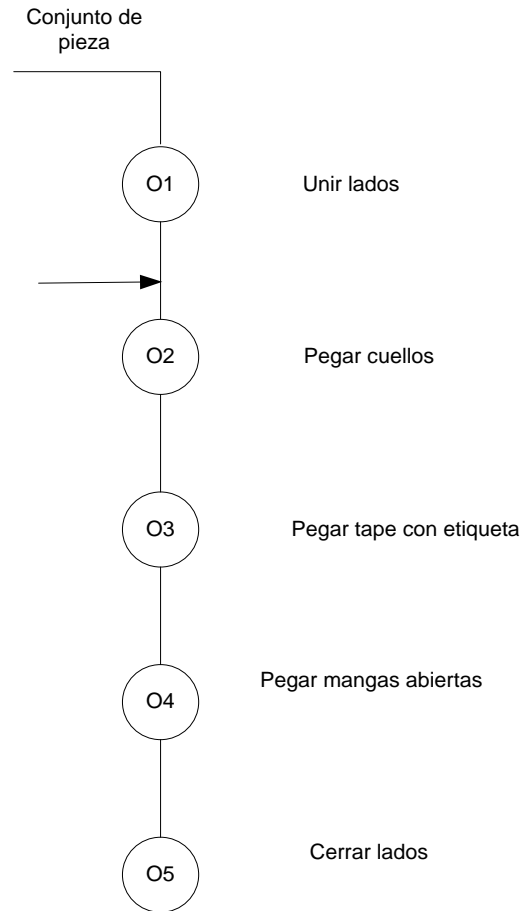 Conjunto de
pieza
O1
Unir lados
O2
Pegar cuellos
O3
Pegar tape con etiqueta
O4
Pegar mangas abiertas
O5
Cerrar lados